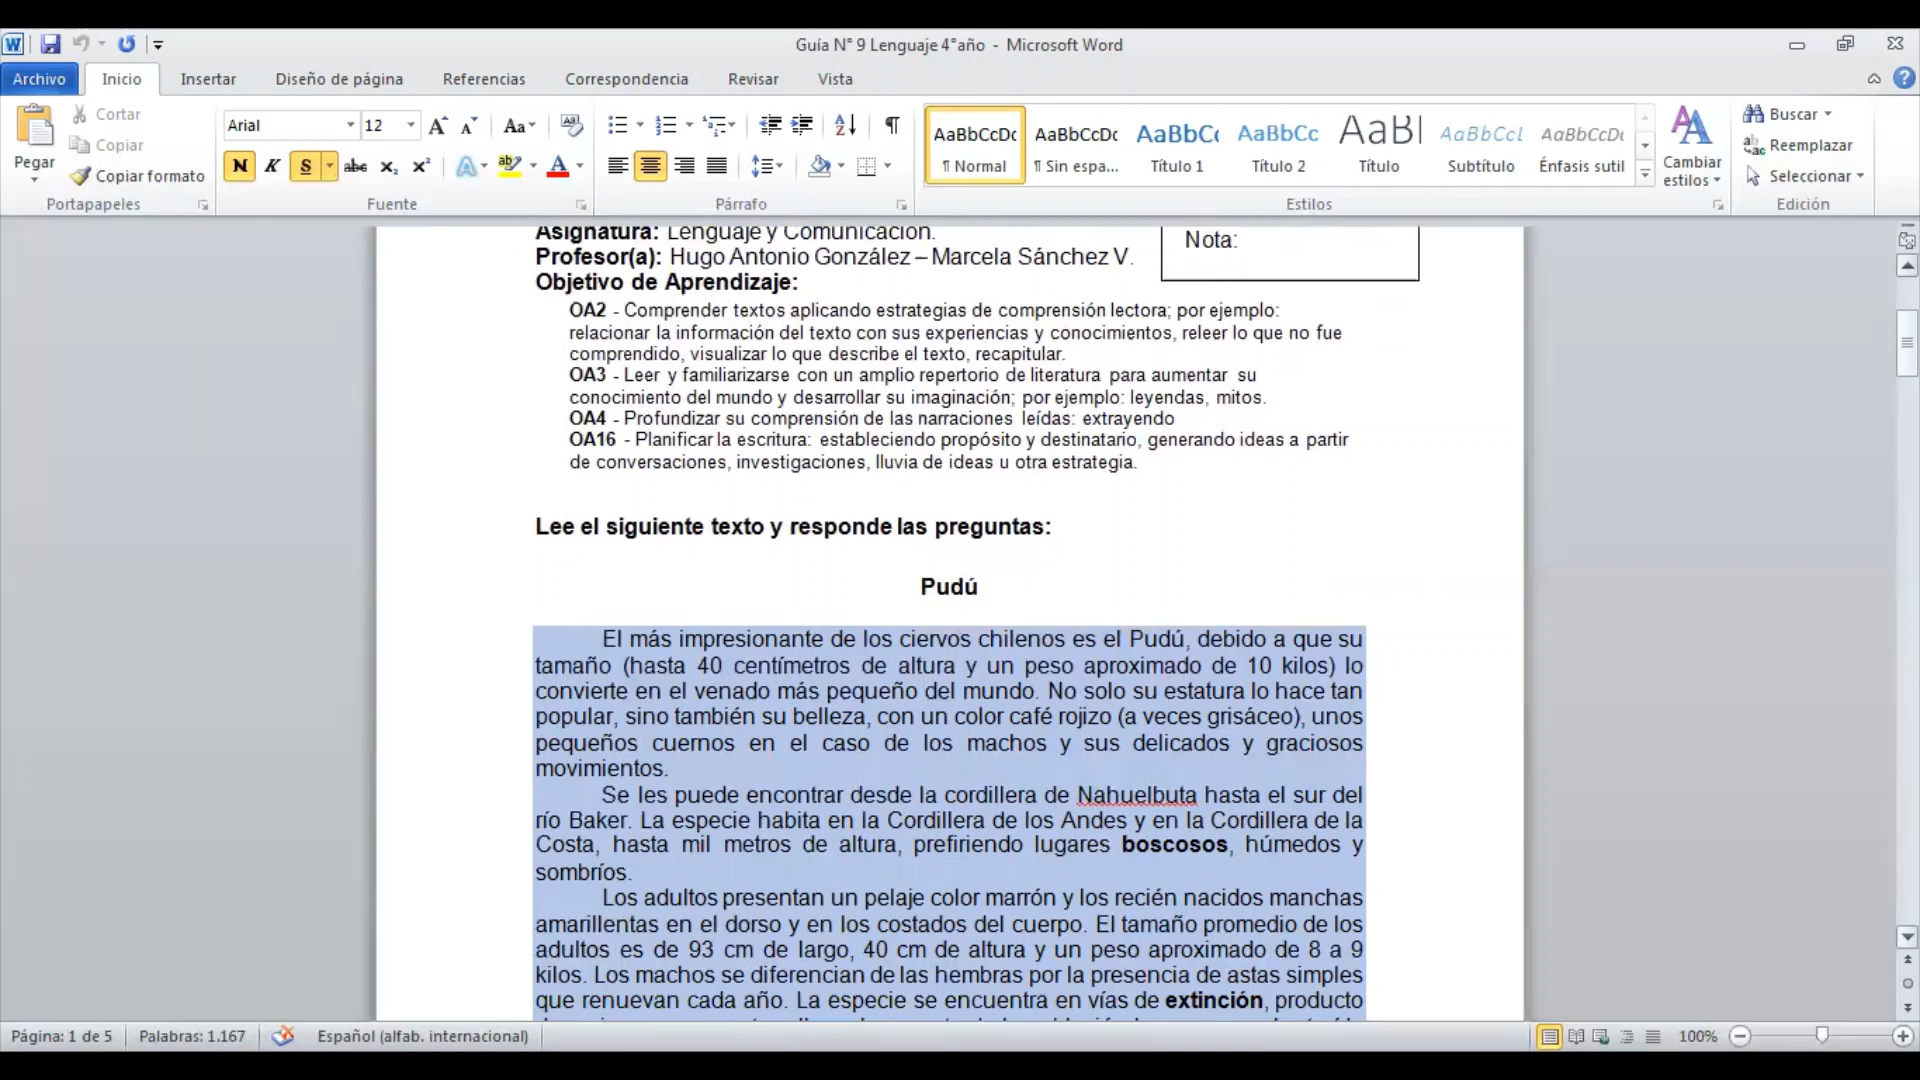 Guía N° 9 Lenguaje 4°año - Microsoft Word
Archivo Inicio Insertar Diseño de página Referencias Correspondencia Revisar Vista
Pegar
Cortar
Copiar
Copiar formato
Portapapeles
Arial 12
Fuente
Párrafo
AaBbCcDc AaBbCcDc AaBbC AaBbCc AaB AaBbCcL AaBbCcDc
¶ Normal ¶ Sin espa... Título 1 Título 2 Título Subtítulo Énfasis sutil
Estilos
Cambiar estilos
Buscar
Reemplazar
Seleccionar
Edición
Asignatura: Lenguaje y Comunicación.
Profesor(a): Hugo Antonio González – Marcela Sánchez V.
Nota:
Objetivo de Aprendizaje:
OA2 - Comprender textos aplicando estrategias de comprensión lectora; por ejemplo:
relacionar la información del texto con sus experiencias y conocimientos, releer lo que no fue
comprendido, visualizar lo que describe el texto, recapitular.
OA3 - Leer y familiarizarse con un amplio repertorio de literatura para aumentar su
conocimiento del mundo y desarrollar su imaginación; por ejemplo: leyendas, mitos.
OA4 - Profundizar su comprensión de las narraciones leídas: extrayendo
OA16 - Planificar la escritura: estableciendo propósito y destinatario, generando ideas a partir
de conversaciones, investigaciones, lluvia de ideas u otra estrategia.
Lee el siguiente texto y responde las preguntas:
Pudú
El más impresionante de los ciervos chilenos es el Pudú, debido a que su
tamaño (hasta 40 centímetros de altura y un peso aproximado de 10 kilos) lo
convierte en el venado más pequeño del mundo. No solo su estatura lo hace tan
popular, sino también su belleza, con un color café rojizo (a veces grisáceo), unos
pequeños cuernos en el caso de los machos y sus delicados y graciosos
movimientos.
Se les puede encontrar desde la cordillera de Nahuelbuta hasta el sur del
río Baker. La especie habita en la Cordillera de los Andes y en la Cordillera de la
Costa, hasta mil metros de altura, prefiriendo lugares boscosos, húmedos y
sombríos.
Los adultos presentan un pelaje color marrón y los recién nacidos manchas
amarillentas en el dorso y en los costados del cuerpo. El tamaño promedio de los
adultos es de 93 cm de largo, 40 cm de altura y un peso aproximado de 8 a 9
kilos. Los machos se diferencian de las hembras por la presencia de astas simples
que renuevan cada año. La especie se encuentra en vías de extinción, producto
Página: 1 de 5 Palabras: 1.167 Español (alfab. internacional) 100%